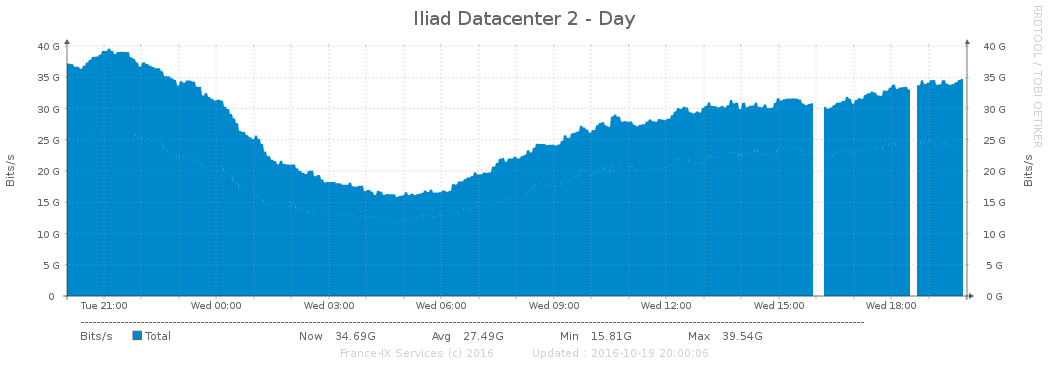 Iliad Datacenter 2 - Day
RRDTOOL / TOBI OETIKER
Bits/s
40 G 40 G
35 G 35 G
30 G 30 G
25 G 25 G
20 G 20 G
15 G 15 G
10 G 10 G
5 G 5 G
0 0 G
Bits/s
Tue 21:00 Wed 00:00 Wed 03:00 Wed 06:00 Wed 09:00 Wed 12:00 Wed 15:00 Wed 18:00
Bits/s Total Now 34.69G Avg 27.49G Min 15.81G Max 39.54G
France-IX Services (c) 2016 Updated : 2016-10-19 20:00:06